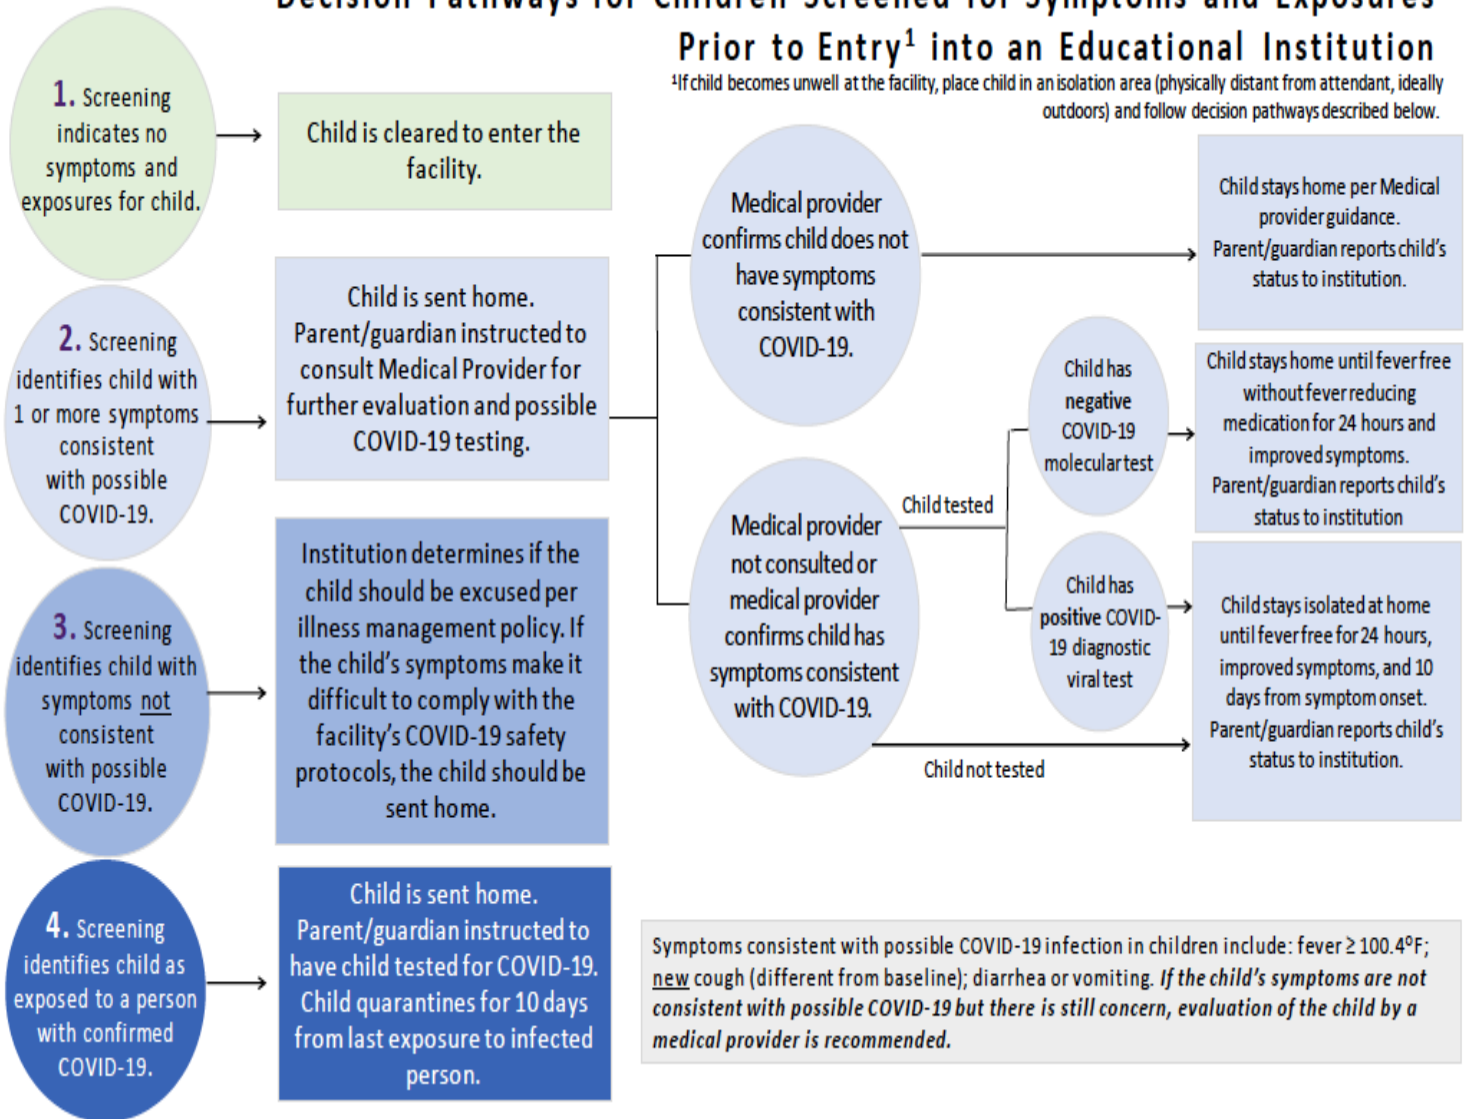 Decision Pathways for Children Screened for Symptoms and Exposures
Prior to Entry¹ into an Educational Institution
¹If child becomes unwell at the facility, place child in an isolation area (physically distant from attendant, ideally
outdoors) and follow decision pathways described below.
1. Screening
indicates no
symptoms and
exposures for child.
Child is cleared to enter the
facility.
2. Screening
identifies child with
1 or more symptoms
consistent
with possible
COVID-19.
Child is sent home.
Parent/guardian instructed to
consult Medical Provider for
further evaluation and possible
COVID-19 testing.
Medical provider
confirms child does not
have symptoms
consistent with
COVID-19.
Child stays home per Medical
provider guidance.
Parent/guardian reports child's
status to institution.
Medical provider
not consulted or
medical provider
confirms child has
symptoms consistent
with COVID-19.
Child tested
Child has
negative
COVID-19
molecular test
Child stays home until fever free
without fever reducing
medication for 24 hours and
improved symptoms.
Parent/guardian reports child's
status to institution
Child has
positive COVID-
19 diagnostic
viral test
Child not tested
Child stays isolated at home
until fever free for 24 hours,
improved symptoms, and 10
days from symptom onset.
Parent/guardian reports child's
status to institution.
3. Screening
identifies child with
symptoms not
consistent
with possible
COVID-19.
Institution determines if the
child should be excused per
illness management policy. If
the child's symptoms make it
difficult to comply with the
facility's COVID-19 safety
protocols, the child should be
sent home.
4. Screening
identifies child as
exposed to a person
with confirmed
COVID-19.
Child is sent home.
Parent/guardian instructed to
have child tested for COVID-19.
Child quarantines for 10 days
from last exposure to infected
person.
Symptoms consistent with possible COVID-19 infection in children include: fever ≥ 100.4⁰F;
new cough (different from baseline); diarrhea or vomiting. If the child's symptoms are not
consistent with possible COVID-19 but there is still concern, evaluation of the child by a
medical provider is recommended.